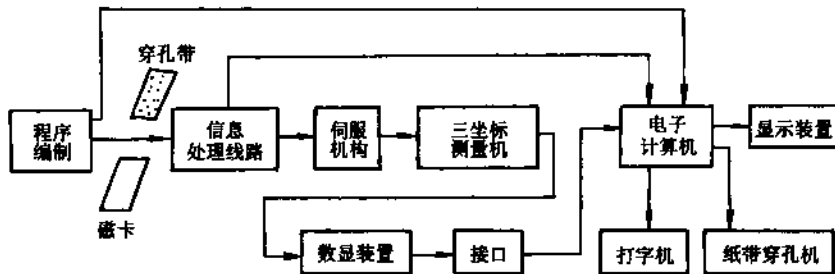 穿孔带
程序
编制
信息
处理线路
伺服
机构
三坐标
测量机
电子
计算机
显示装置
磁卡
数显装置
接口
打字机
纸带穿孔机